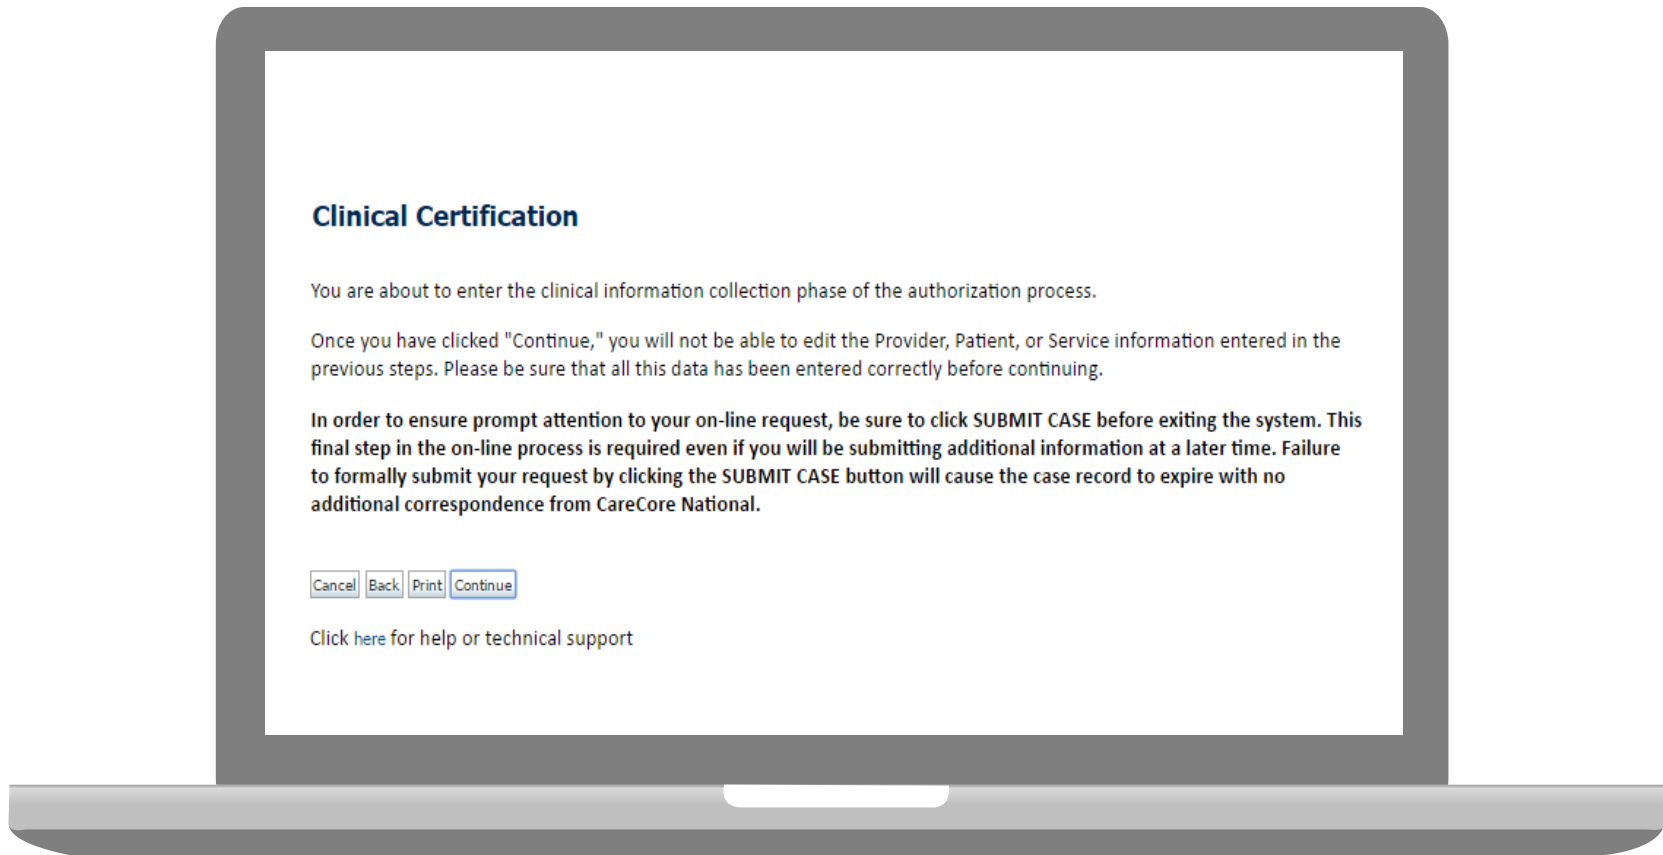 Clinical Certification
You are about to enter the clinical information collection phase of the authorization process.
Once you have clicked "Continue," you will not be able to edit the Provider, Patient, or Service information entered in the
previous steps. Please be sure that all this data has been entered correctly before continuing.
In order to ensure prompt attention to your on-line request, be sure to click SUBMIT CASE before exiting the system. This
final step in the on-line process is required even if you will be submitting additional information at a later time. Failure
to formally submit your request by clicking the SUBMIT CASE button will cause the case record to expire with no
additional correspondence from CareCore National.
Cancel Back Print Continue
Click here for help or technical support